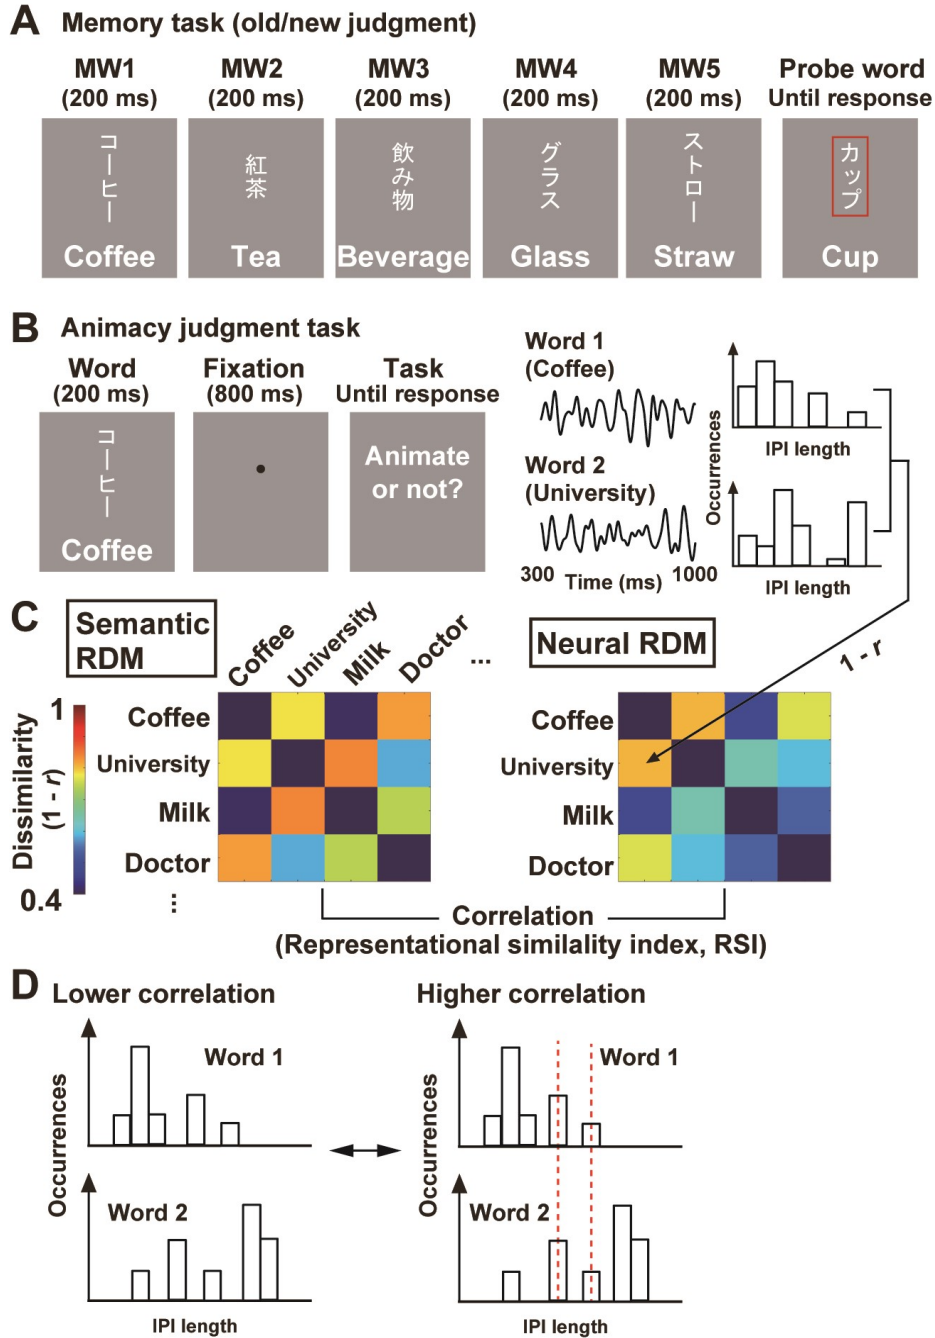 A Memory task (old/new judgment)
MW1 MW2 MW3 MW4 MW5 Probe word
(200 ms) (200 ms) (200 ms) (200 ms) (200 ms) Until response
コーヒー 紅茶 飲み物 グラス ストロー カップ
Coffee Tea Beverage Glass Straw Cup
B Animacy judgment task
Word Fixation Task
(200 ms) (800 ms) Until response
コーヒー
Coffee
Animate
or not?
Word 1
(Coffee)
Word 2
(University)
300 Time (ms) 1000
Occurrences
IPI length
IPI length
1 - r
C Semantic
RDM
Coffee University Milk Doctor ...
Neural RDM
1
Dissimilarity
(1 - r)
0.4
Coffee
University
Milk
Doctor
...
Coffee
University
Milk
Doctor
Correlation
(Representational similality index, RSI)
D Lower correlation Higher correlation
Word 1
Word 2
Occurrences
IPI length
Word 1
Word 2
Occurrences
IPI length